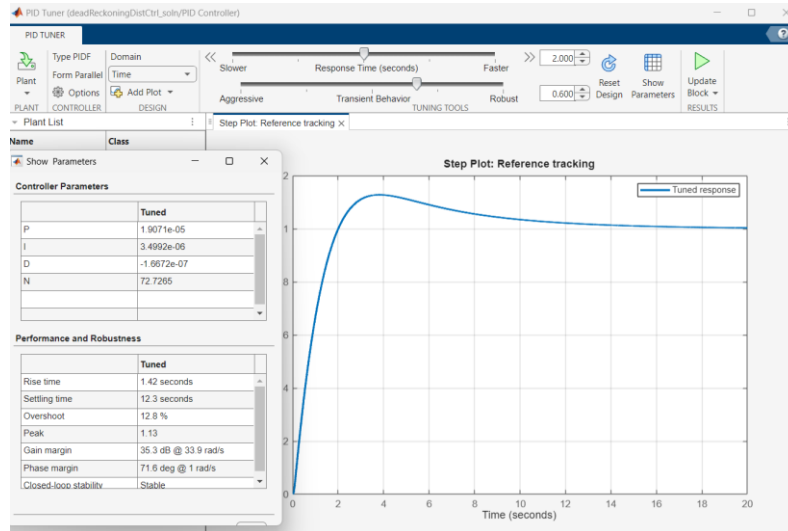 PID Tuner (deadReckoningDistCtrl_soln/PID Controller)
PID TUNER
Plant
Type PIDF
Form Parallel
Options
Domain
Time
Add Plot
Slower Response Time (seconds) Faster
2.000
Aggressive Transient Behavior Robust
0.600
Reset Design
Show Parameters
Update Block
PLANT CONTROLLER DESIGN TUNING TOOLS RESULTS
Plant List
Step Plot: Reference tracking
Name Class
Show Parameters
Controller Parameters
Tuned
P 1.9071e-05
I 3.4992e-06
D -1.6672e-07
N 72.7265
Performance and Robustness
Tuned
Rise time 1.42 seconds
Settling time 12.3 seconds
Overshoot 12.8 %
Peak 1.13
Gain margin 35.3 dB @ 33.9 rad/s
Phase margin 71.6 deg @ 1 rad/s
Closed-loop stability Stable
Step Plot: Reference tracking
Tuned response
2
1
8
6
4
2
0
0 2 4 6 8 10 12 14 16 18 20
Time (seconds)